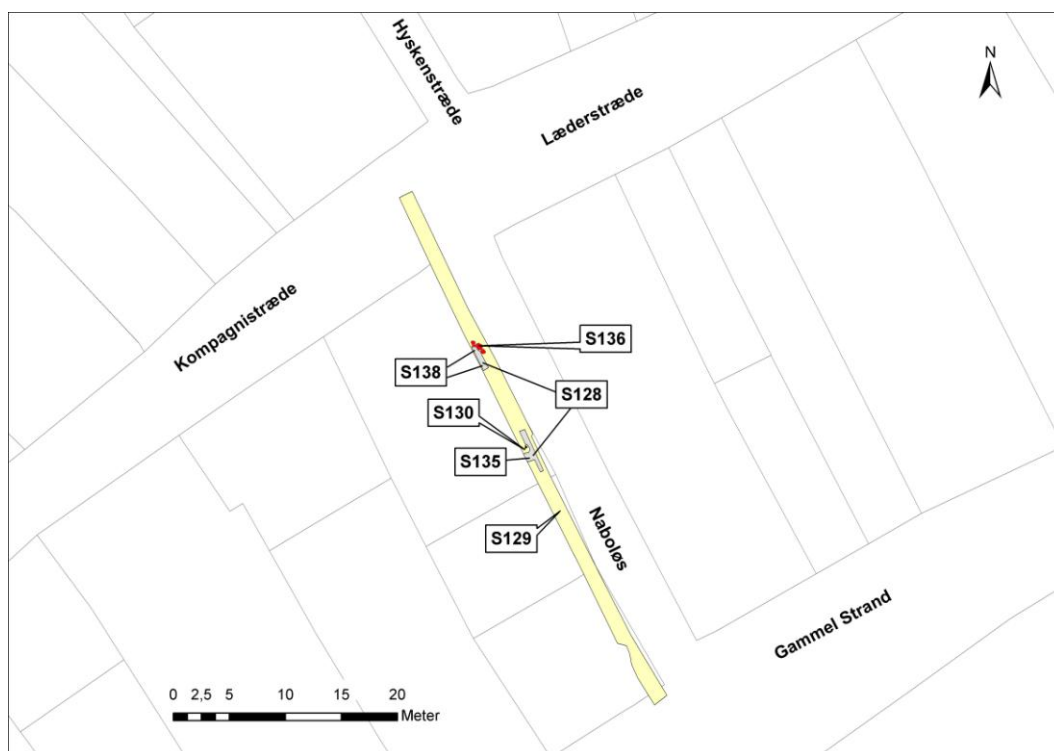 Hyskenstræde
N
Læderstræde
Kompagnistræde
S136
S138
S128
S130
S135
S129
Naboløs
Gammel Strand
0 2,5 5 10 15 20
Meter